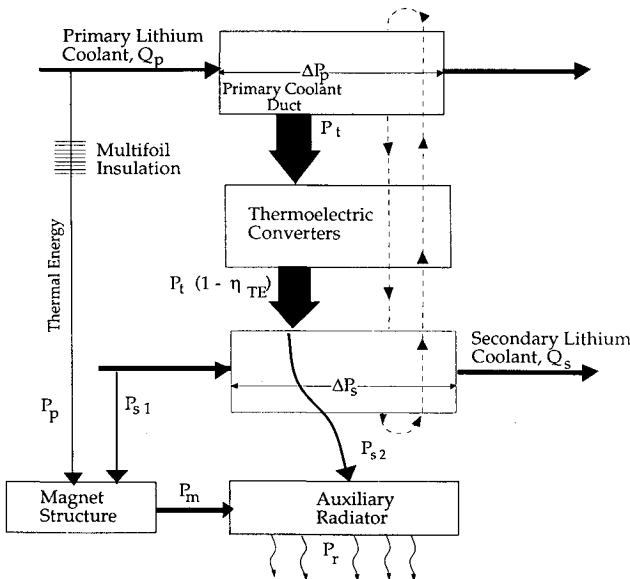 Primary Lithium
Coolant, Qp
ΔPp
Primary Coolant
Duct
Pt
Multifoil
Insulation
Thermoelectric
Converters
Thermal Energy
Pt (1 - ηTE)
Secondary Lithium
Coolant, Qs
ΔPs
Pp
Ps1
Ps2
Magnet
Structure
Pm
Auxiliary
Radiator
Pr